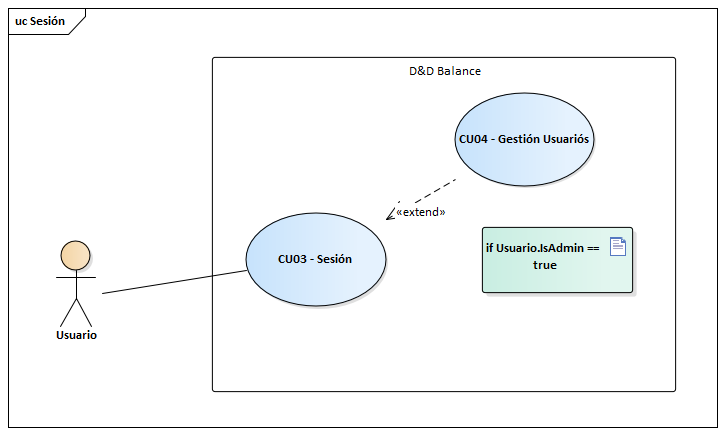 uc Sesión
D&D Balance
CU04 - Gestión Usuariós
«extend»
if Usuario.IsAdmin ==
true
CU03 - Sesión
Usuario